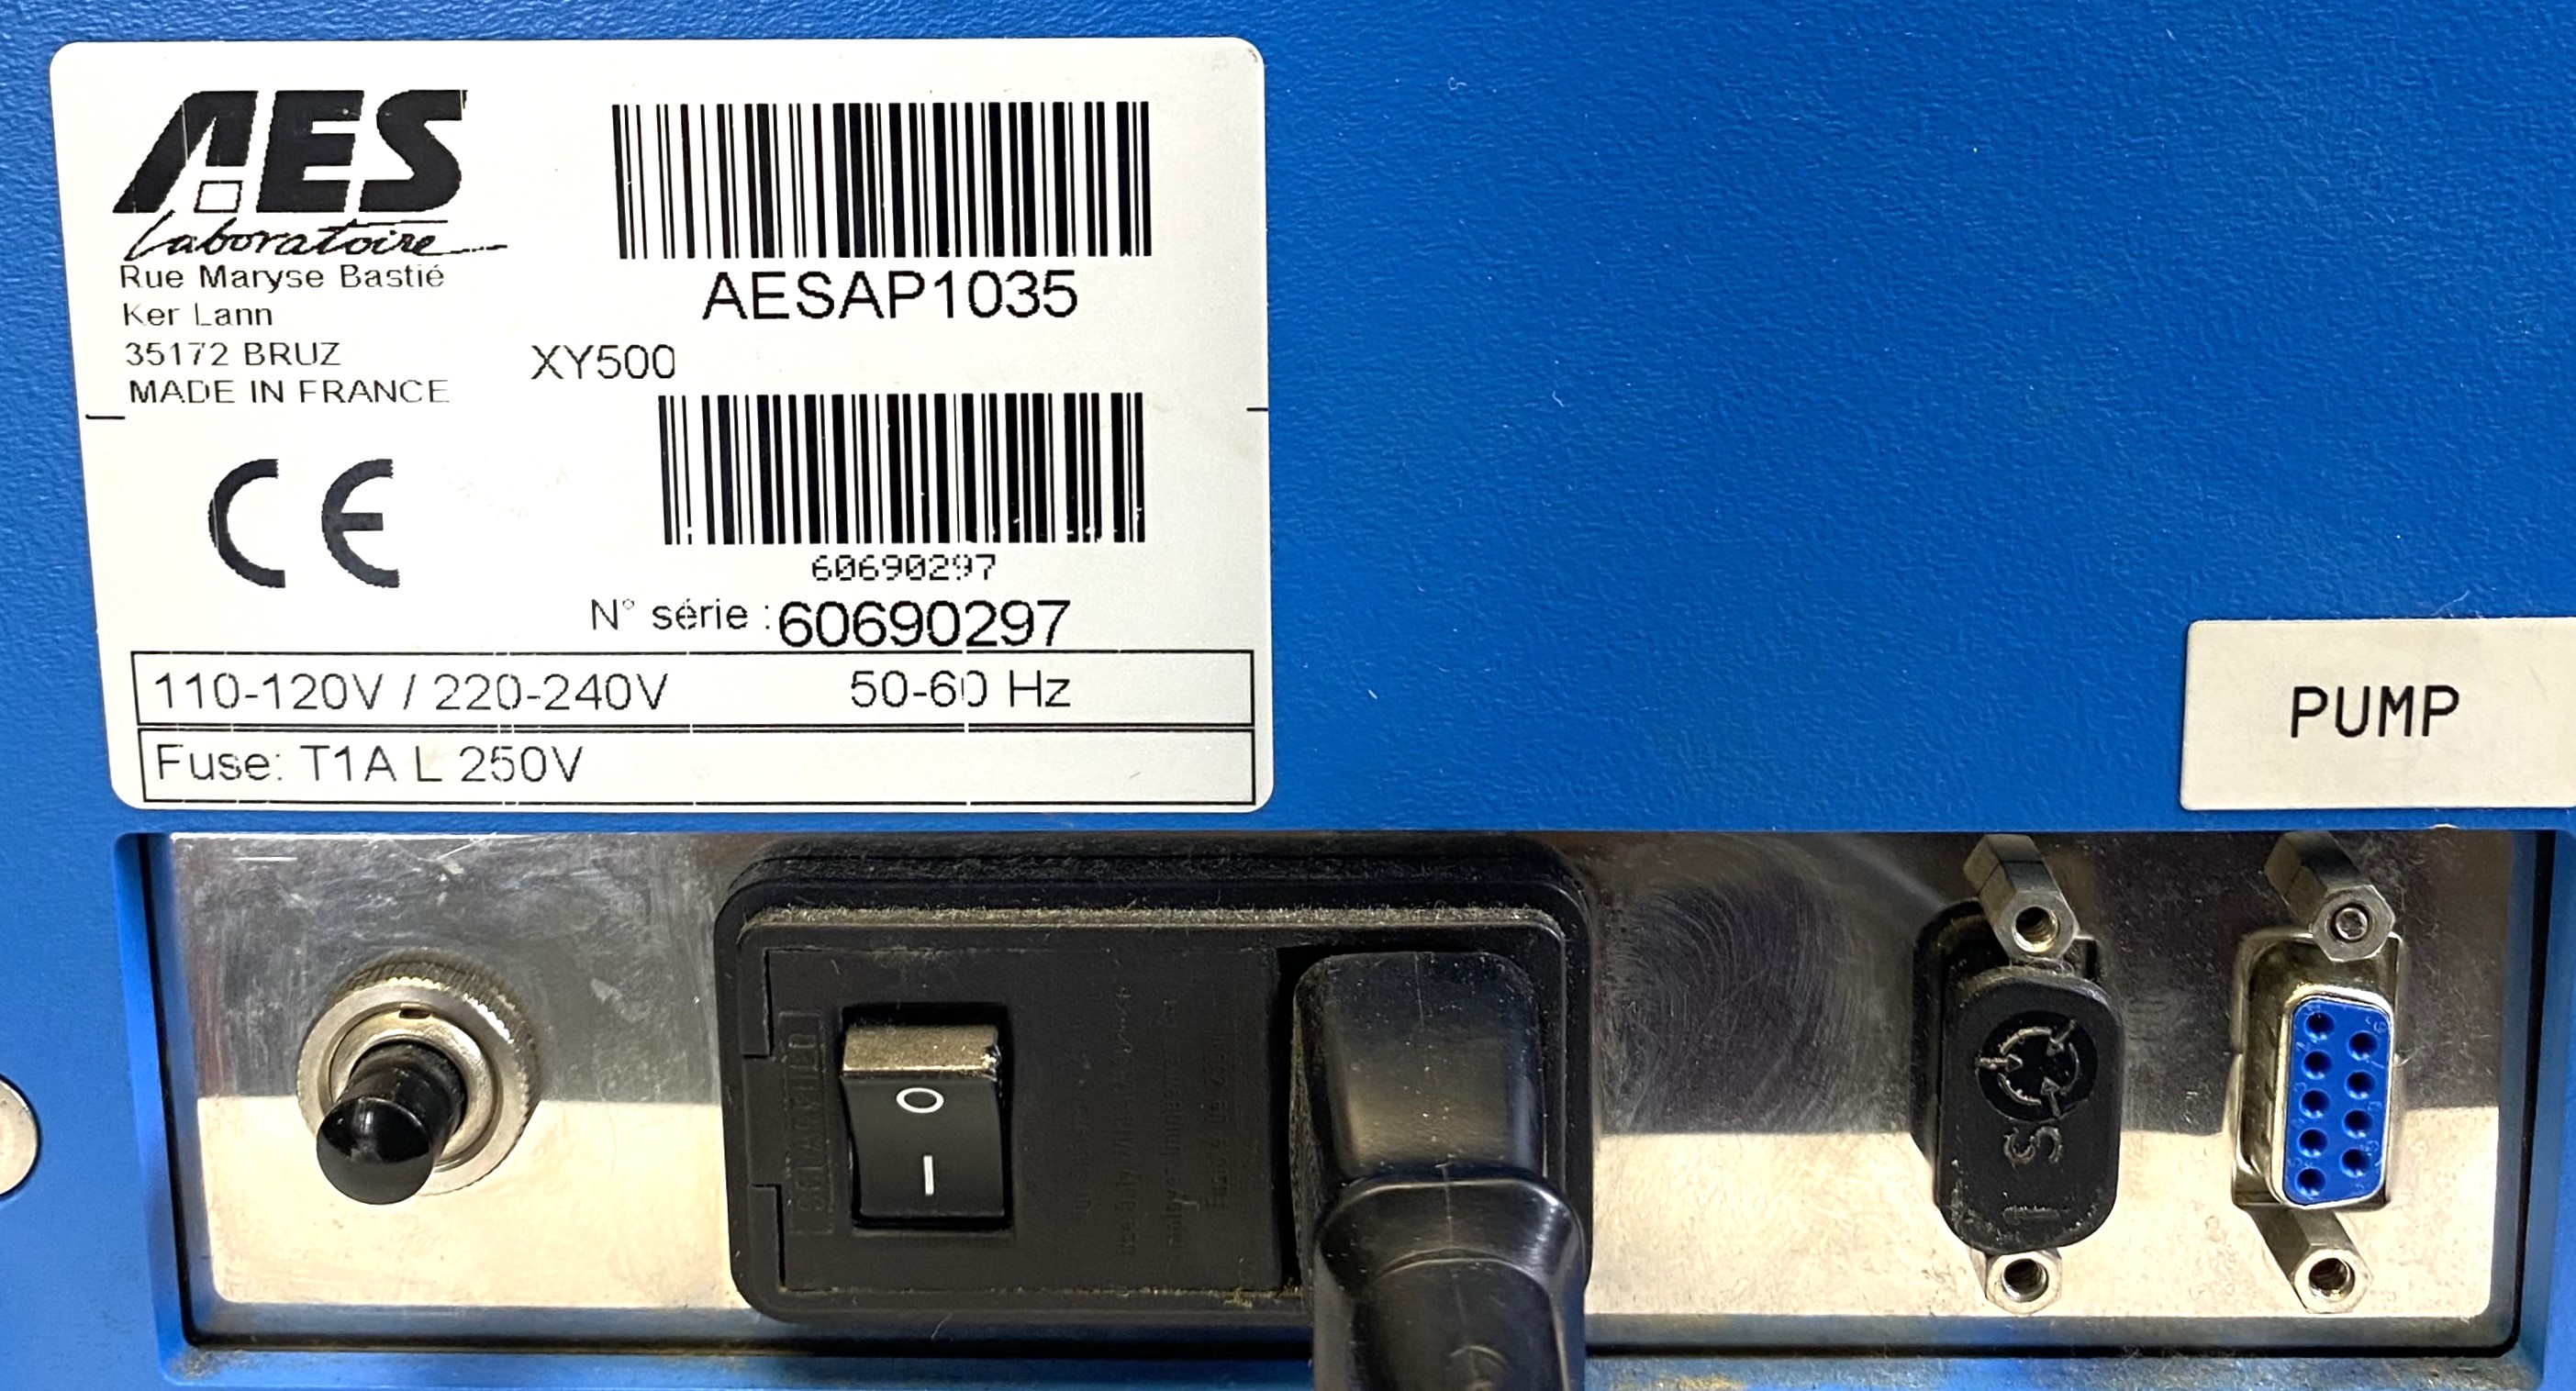 AES
Laboratoire
Rue Maryse Bastié
Ker Lann
35172 BRUZ
MADE IN FRANCE
AESAP1035
XY500
CE
60690297
N° série : 60690297
110-120V / 220-240V 50-60 Hz
Fuse: T1A L 250V
PUMP
O
I